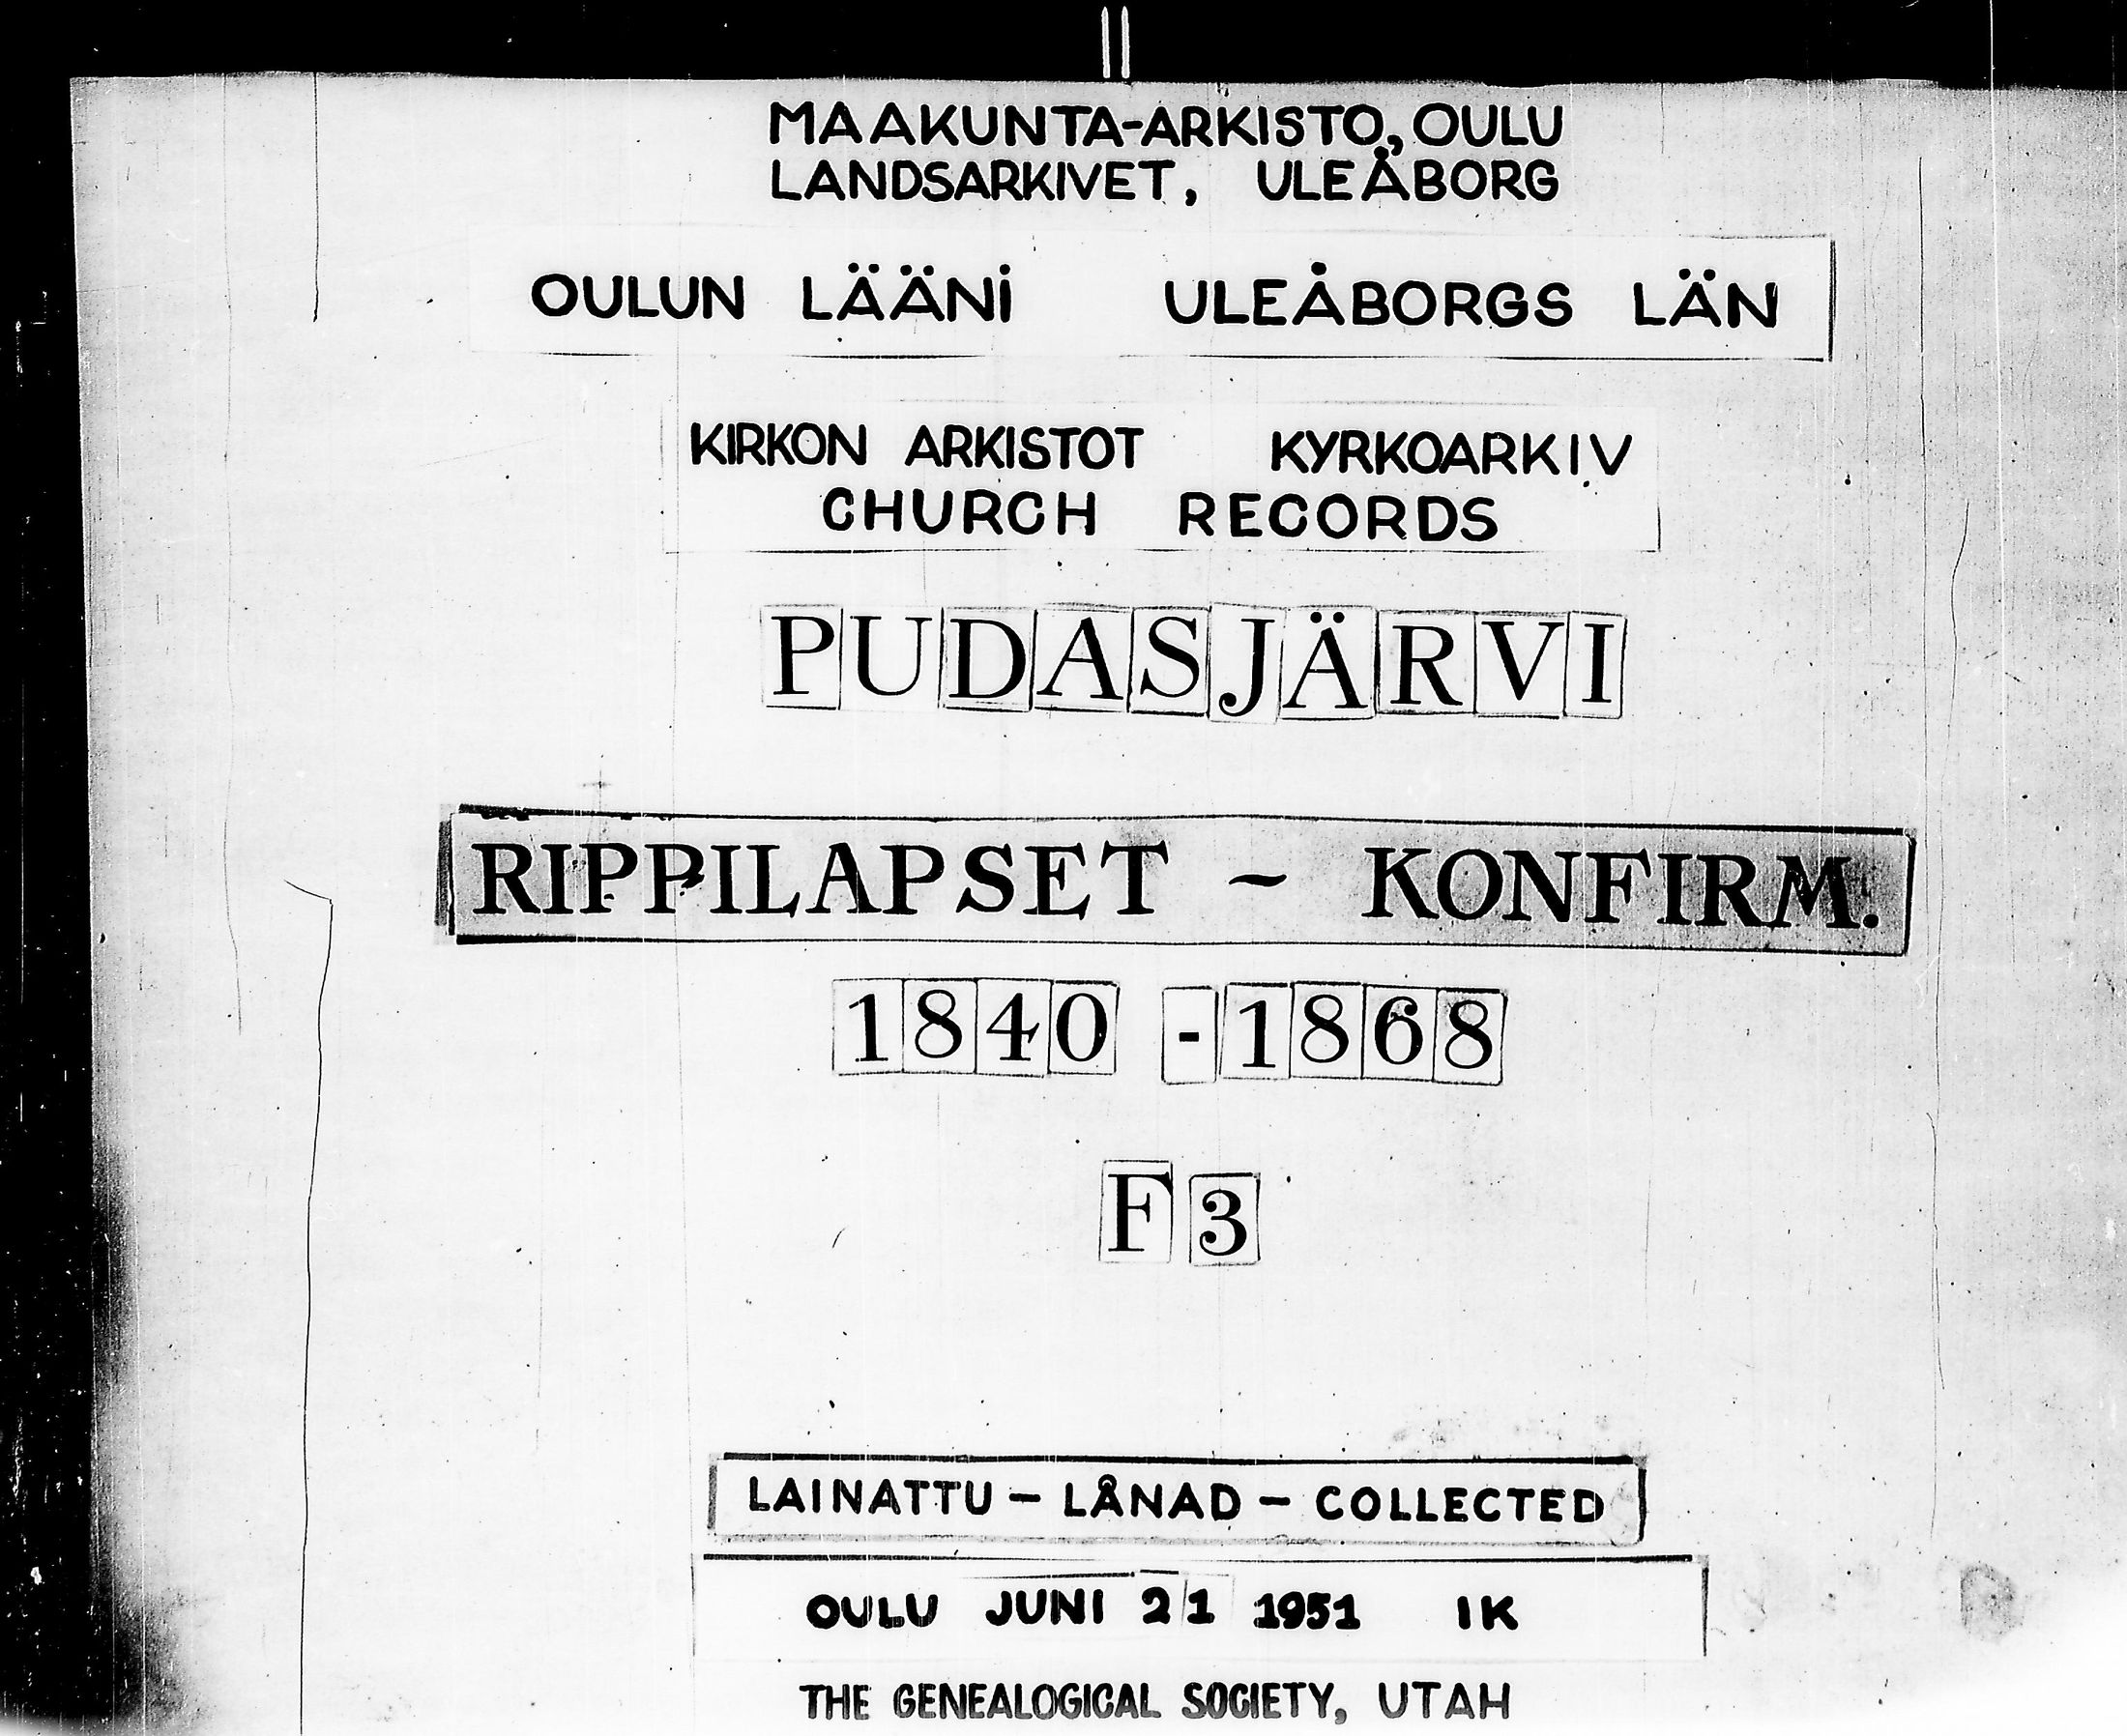 MAAKUNTA-ARKISTO, OULU
LANDSARKIVET, ULEÅBORG
OULUN LÄÄNI ULEÅBORGS LÄN
KIRKON ARKISTOT KYRKOARKIV
CHURCH RECORDS
PUDASJÄRVI
RIPPILAPSET - KONFIRM.
1840 - 1868
F 3
LAINATTU - LÅNAD - COLLECTED
OULU JUNI 21 1951 IK
THE GENEALOGICAL SOCIETY, UTAH